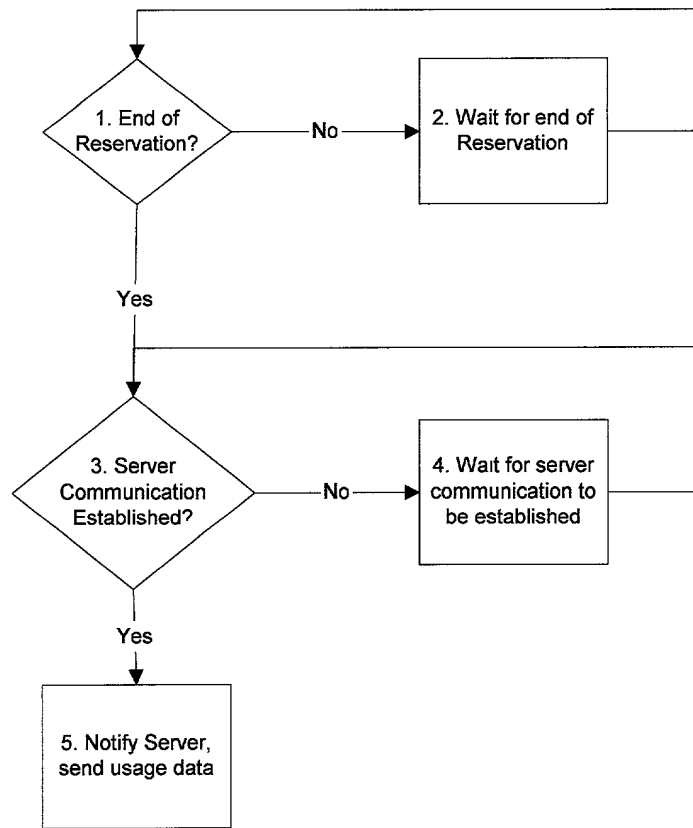 1. End of
Reservation?
No
2. Wait for end of
Reservation
Yes
3. Server
Communication
Established?
No
4. Wait for server
communication to
be established
Yes
5. Notify Server,
send usage data